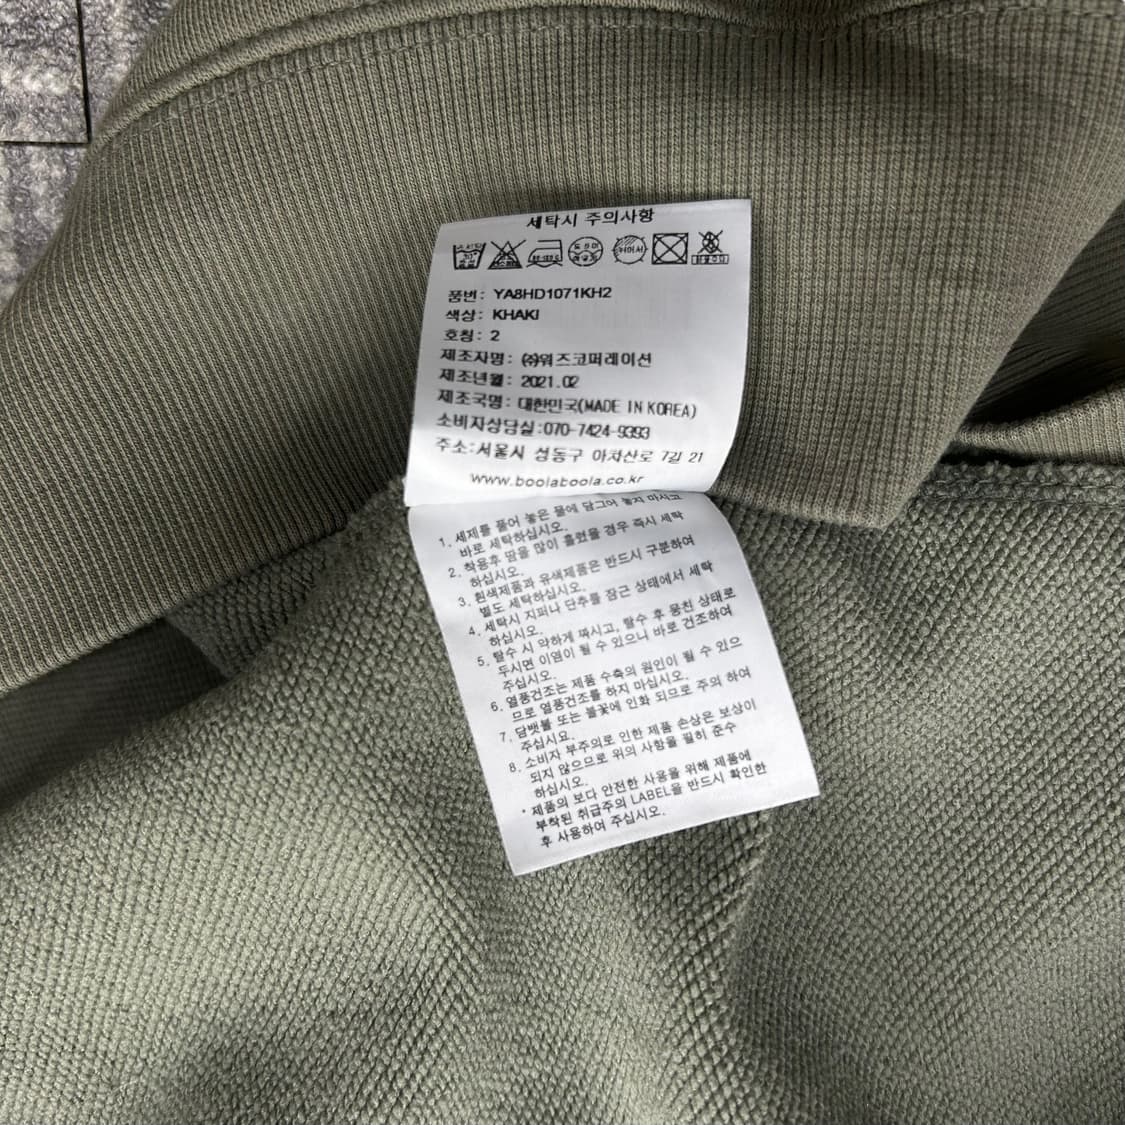 세탁시 주의사항
품번: YA8HD1071KH2
색상: KHAKI
호칭: 2
제조자명: ㈜워즈코퍼레이션
제조년월: 2021.02
제조국명: 대한민국(MADE IN KOREA)
소비자상담실:070-7424-9393
주소:서울시 성동구 아차산로 7길 21
www.boolaboola.co.kr
1. 세제를 풀어 놓은 물에 담그어 놓지 마시고
바로 세탁하십시오.
2. 착용후 땀을 많이 흘렸을 경우 즉시 세탁
하십시오.
3. 흰색제품과 유색제품은 반드시 구분하여
별도 세탁하십시오.
4. 세탁시 지퍼나 단추를 잠근 상태에서 세탁
하십시오.
5. 탈수 시 약하게 짜시고, 탈수 후 뭉친 상태로
두시면 이염이 될 수 있으니 바로 건조하여
주십시오.
6. 열풍건조는 제품 수축의 원인이 될 수 있으
므로 열풍건조를 하지 마십시오.
7. 담뱃불 또는 불꽃에 인화 되므로 주의 하여
주십시요.
8. 소비자 부주의로 인한 제품 손상은 보상이
되지 않으므로 위의 사항을 필히 준수
하십시오.
* 제품의 보다 안전한 사용을 위해 제품에
부착된 취급주의 LABEL을 반드시 확인한
후 사용하여 주십시오.